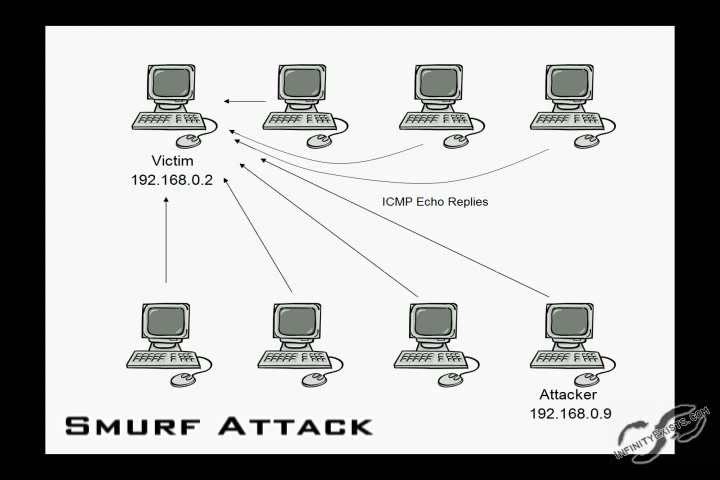 Victim
192.168.0.2
ICMP Echo Replies
Attacker
192.168.0.9
SMURF ATTACK
INFINITYEXISTS.COM